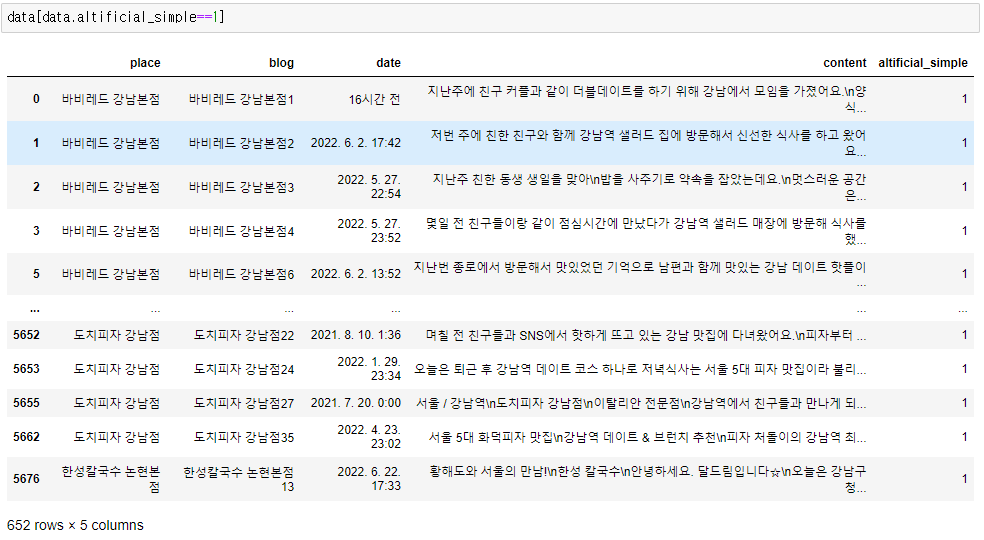 data[data.altificial_simple==1]
place blog date content altificial_simple
0 바비레드 강남본점 바비레드 강남본점1 16시간 전 지난주에 친구 커플과 같이 더블데이트를 하기 위해 강남에서 모임을 가졌어요.\n양
식... 1
1 바비레드 강남본점 바비레드 강남본점2 2022. 6. 2. 17:42 저번 주에 친한 친구와 함께 강남역 샐러드 집에 방문해서 신선한 식사를 하고 왔어
요... 1
2 바비레드 강남본점 바비레드 강남본점3 2022. 5. 27.
22:54 지난주 친한 동생 생일을 맞아\n밥을 사주기로 약속을 잡았는데요.\n멋스러운 공간
은... 1
3 바비레드 강남본점 바비레드 강남본점4 2022. 5. 27.
23:52 몇일 전 친구들이랑 같이 점심시간에 만났다가 강남역 샐러드 매장에 방문해 식사를
했... 1
5 바비레드 강남본점 바비레드 강남본점6 2022. 6. 2. 13:52 지난번 종로에서 방문해서 맛있었던 기억으로 남편과 함께 맛있는 강남 데이트 핫플이
... 1
... ... ... ... ... ...
5652 도치피자 강남점 도치피자 강남점22 2021. 8. 10. 1:36 며칠 전 친구들과 SNS에서 핫하게 뜨고 있는 강남 맛집에 다녀왔어요.\n피자부터 ... 1
5653 도치피자 강남점 도치피자 강남점24 2022. 1. 29.
23:34 오늘은 퇴근 후 강남역 데이트 코스 하나로 저녁식사는 서울 5대 피자 맛집이라 불리... 1
5655 도치피자 강남점 도치피자 강남점27 2021. 7. 20. 0:00 서울 / 강남역\n도치피자 강남점\n이탈리안 전문점\n강남역에서 친구들과 만나게 되... 1
5662 도치피자 강남점 도치피자 강남점35 2022. 4. 23.
23:02 서울 5대 화덕피자 맛집\n강남역 데이트 & 브런치 추천\n피자 처돌이의 강남역 최... 1
5676 한성칼국수 논현본
점 한성칼국수 논현본점
13 2022. 6. 22.
17:33 황해도와 서울의 만남!\n한성 칼국수\n안녕하세요. 달드림입니다☆\n오늘은 강남구
청... 1
652 rows × 5 columns